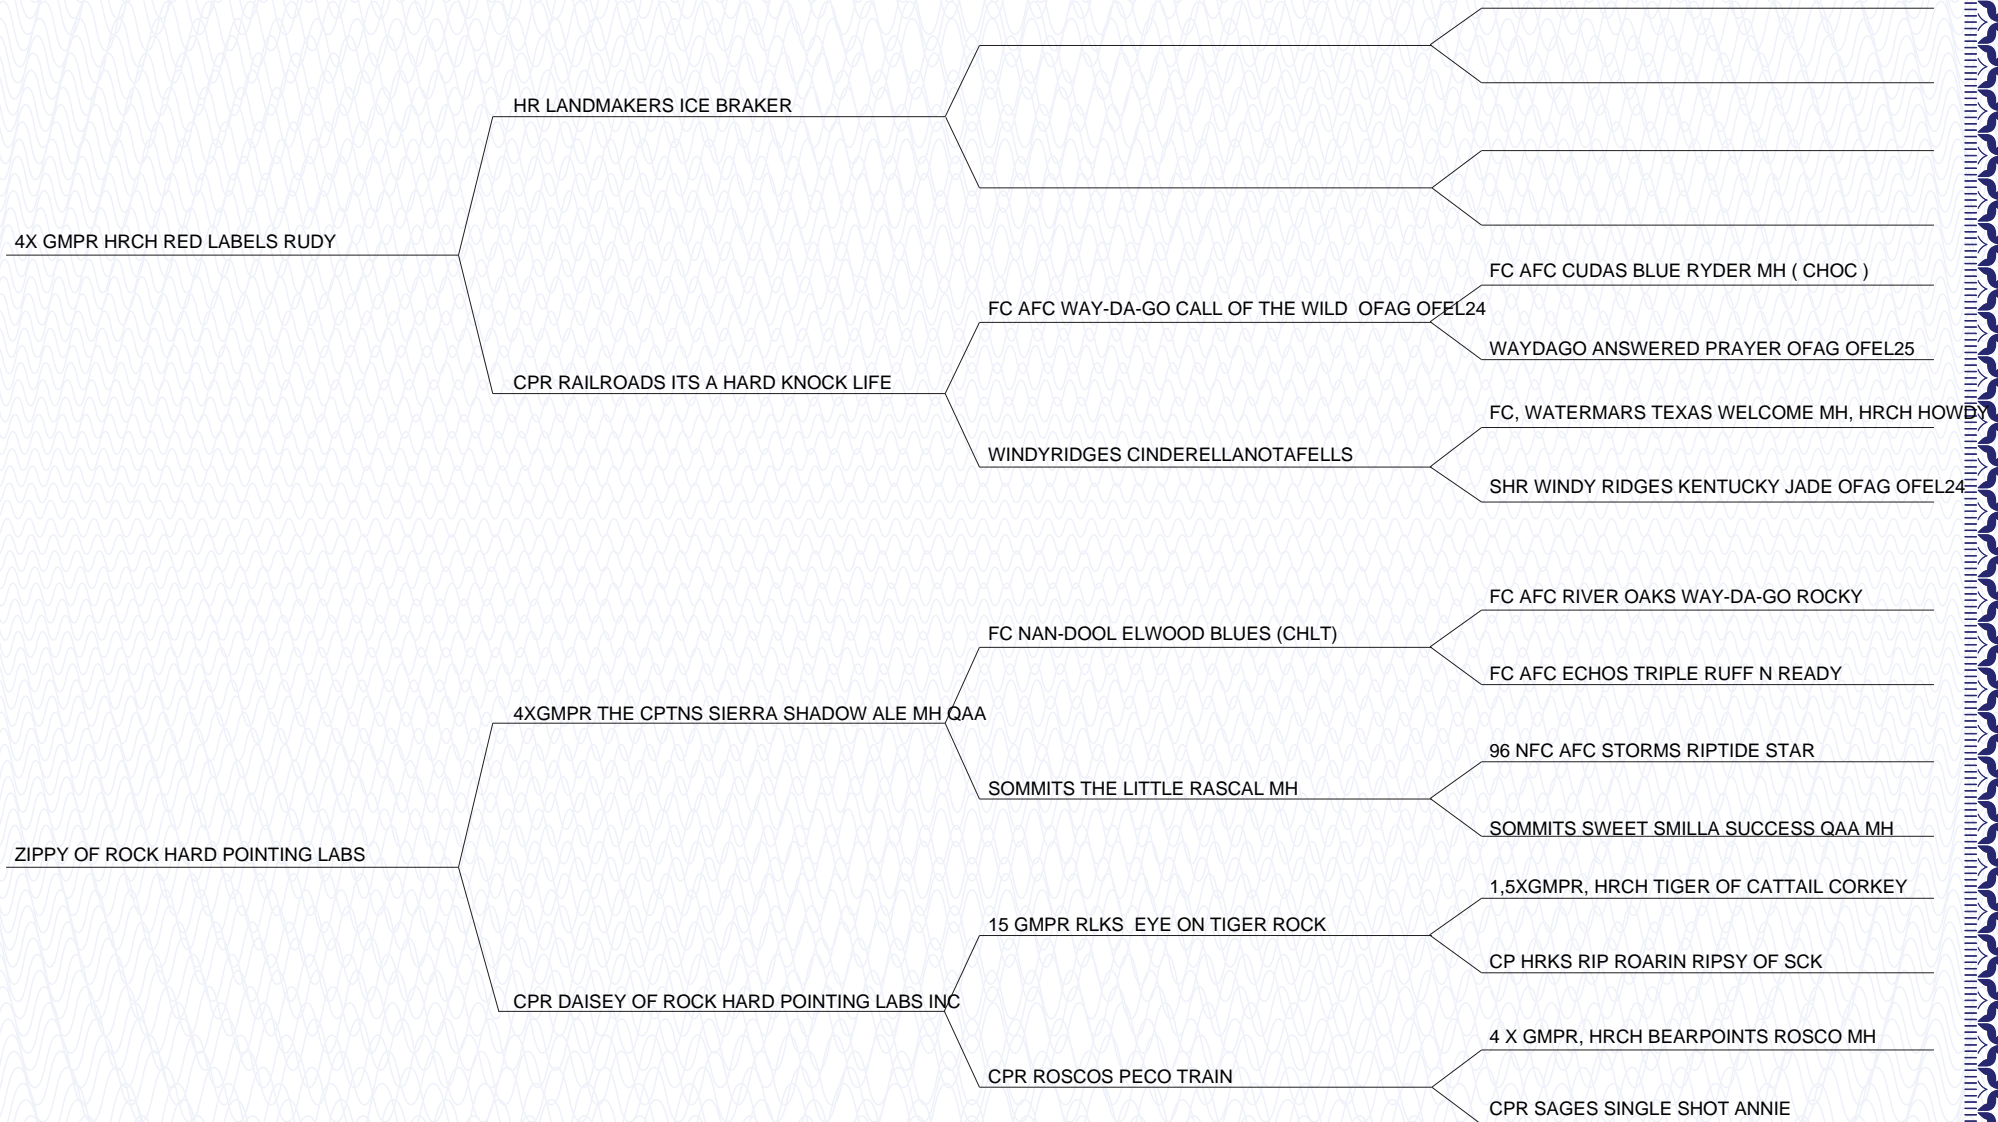 HR LANDMAKERS ICE BRAKER
4X GMPR HRCH RED LABELS RUDY
FC AFC CUDAS BLUE RYDER MH ( CHOC )
FC AFC WAY-DA-GO CALL OF THE WILD  OFAG OFEL24
WAYDAGO ANSWERED PRAYER OFAG OFEL25
CPR RAILROADS ITS A HARD KNOCK LIFE
FC, WATERMARS TEXAS WELCOME MH, HRCH HOWDY
WINDYRIDGES CINDERELLANOTAFELLS
SHR WINDY RIDGES KENTUCKY JADE OFAG OFEL24
FC AFC RIVER OAKS WAY-DA-GO ROCKY
FC NAN-DOOL ELWOOD BLUES (CHLT)
FC AFC ECHOS TRIPLE RUFF N READY
4XGMPR THE CPTNS SIERRA SHADOW ALE MH QAA
96 NFC AFC STORMS RIPTIDE STAR
SOMMITS THE LITTLE RASCAL MH
SOMMITS SWEET SMILLA SUCCESS QAA MH
ZIPPY OF ROCK HARD POINTING LABS
1,5XGMPR, HRCH TIGER OF CATTAIL CORKEY
15 GMPR RLKS  EYE ON TIGER ROCK
CP HRKS RIP ROARIN RIPSY OF SCK
CPR DAISEY OF ROCK HARD POINTING LABS INC
4 X GMPR, HRCH BEARPOINTS ROSCO MH
CPR ROSCOS PECO TRAIN
CPR SAGES SINGLE SHOT ANNIE